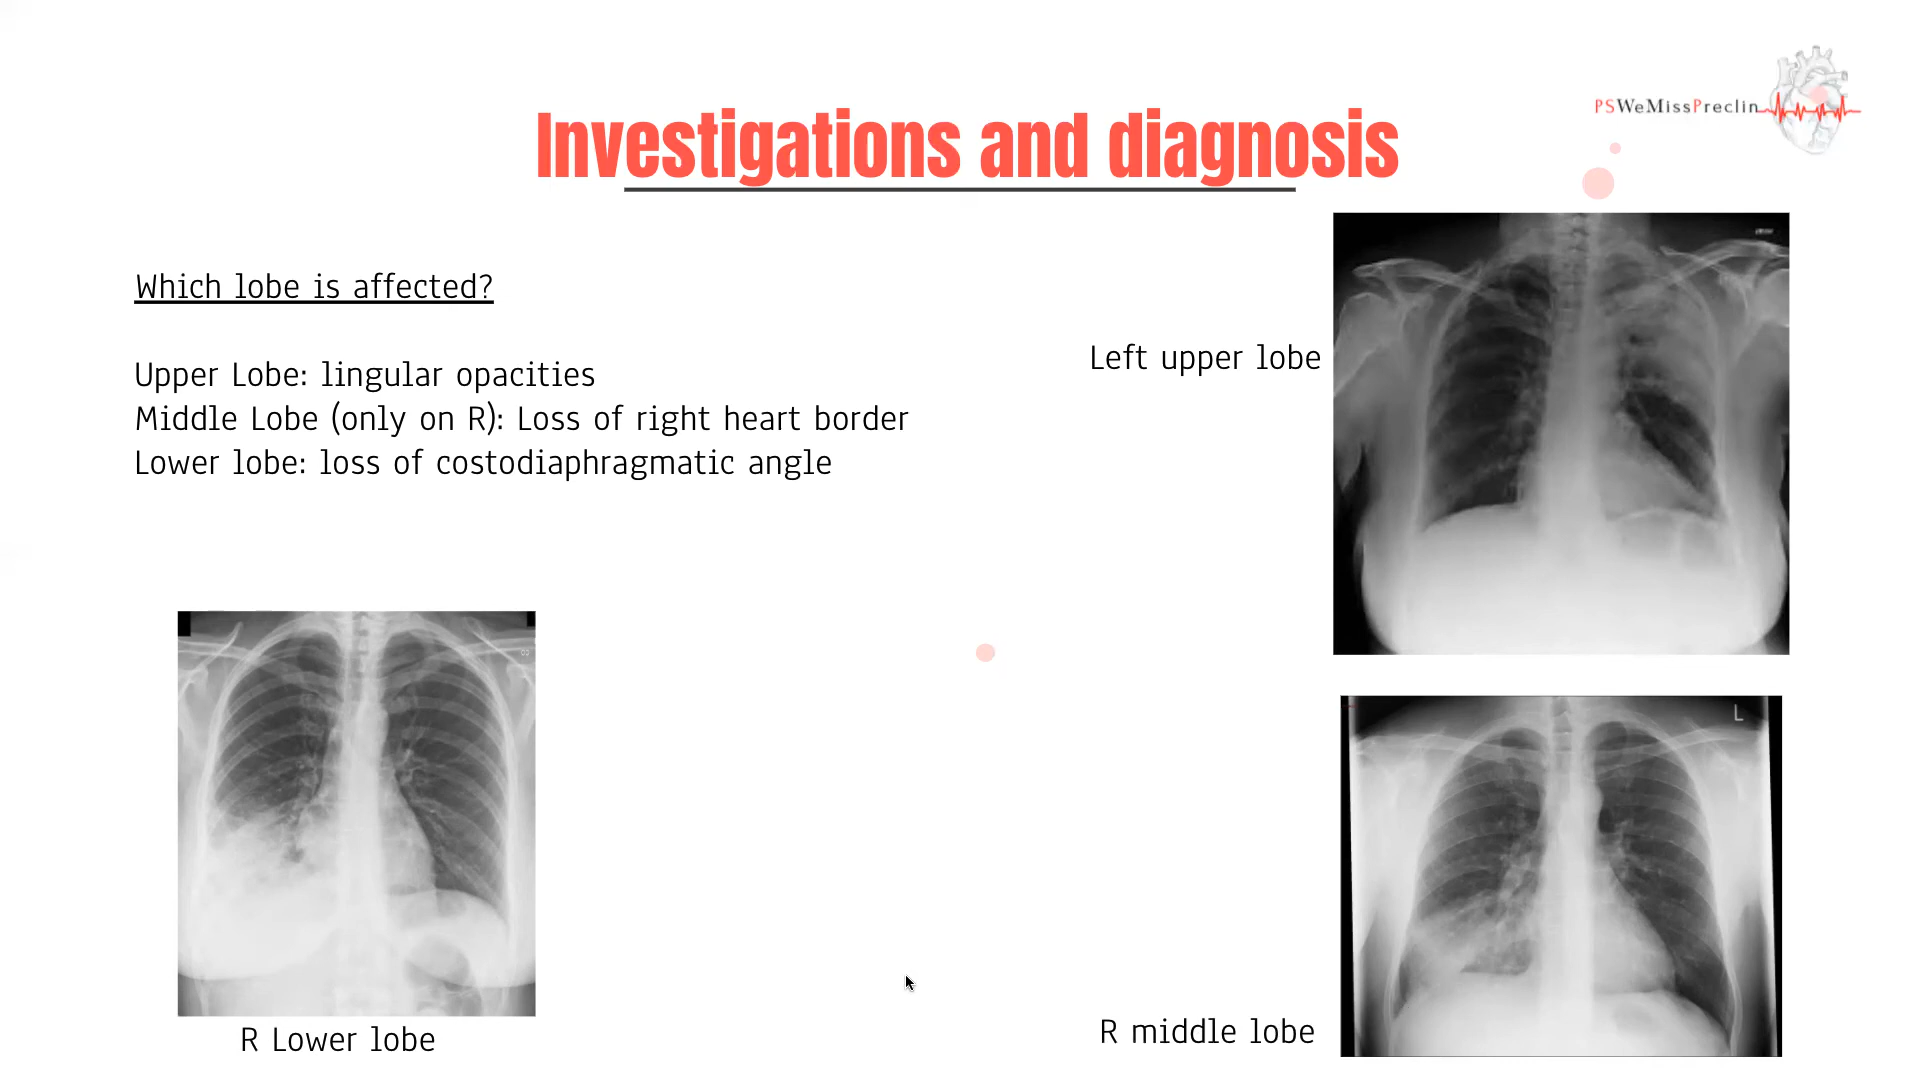 PSWeMissPreclin
Investigations and diagnosis
Which lobe is affected?
Upper Lobe: lingular opacities
Middle Lobe (only on R): Loss of right heart border
Lower lobe: loss of costodiaphragmatic angle
Left upper lobe
L
R Lower lobe
R middle lobe